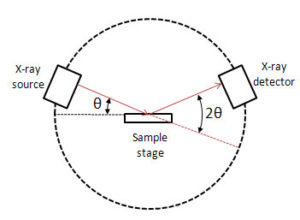 X-ray
source
X-ray
detector
θ
2θ
Sample
stage